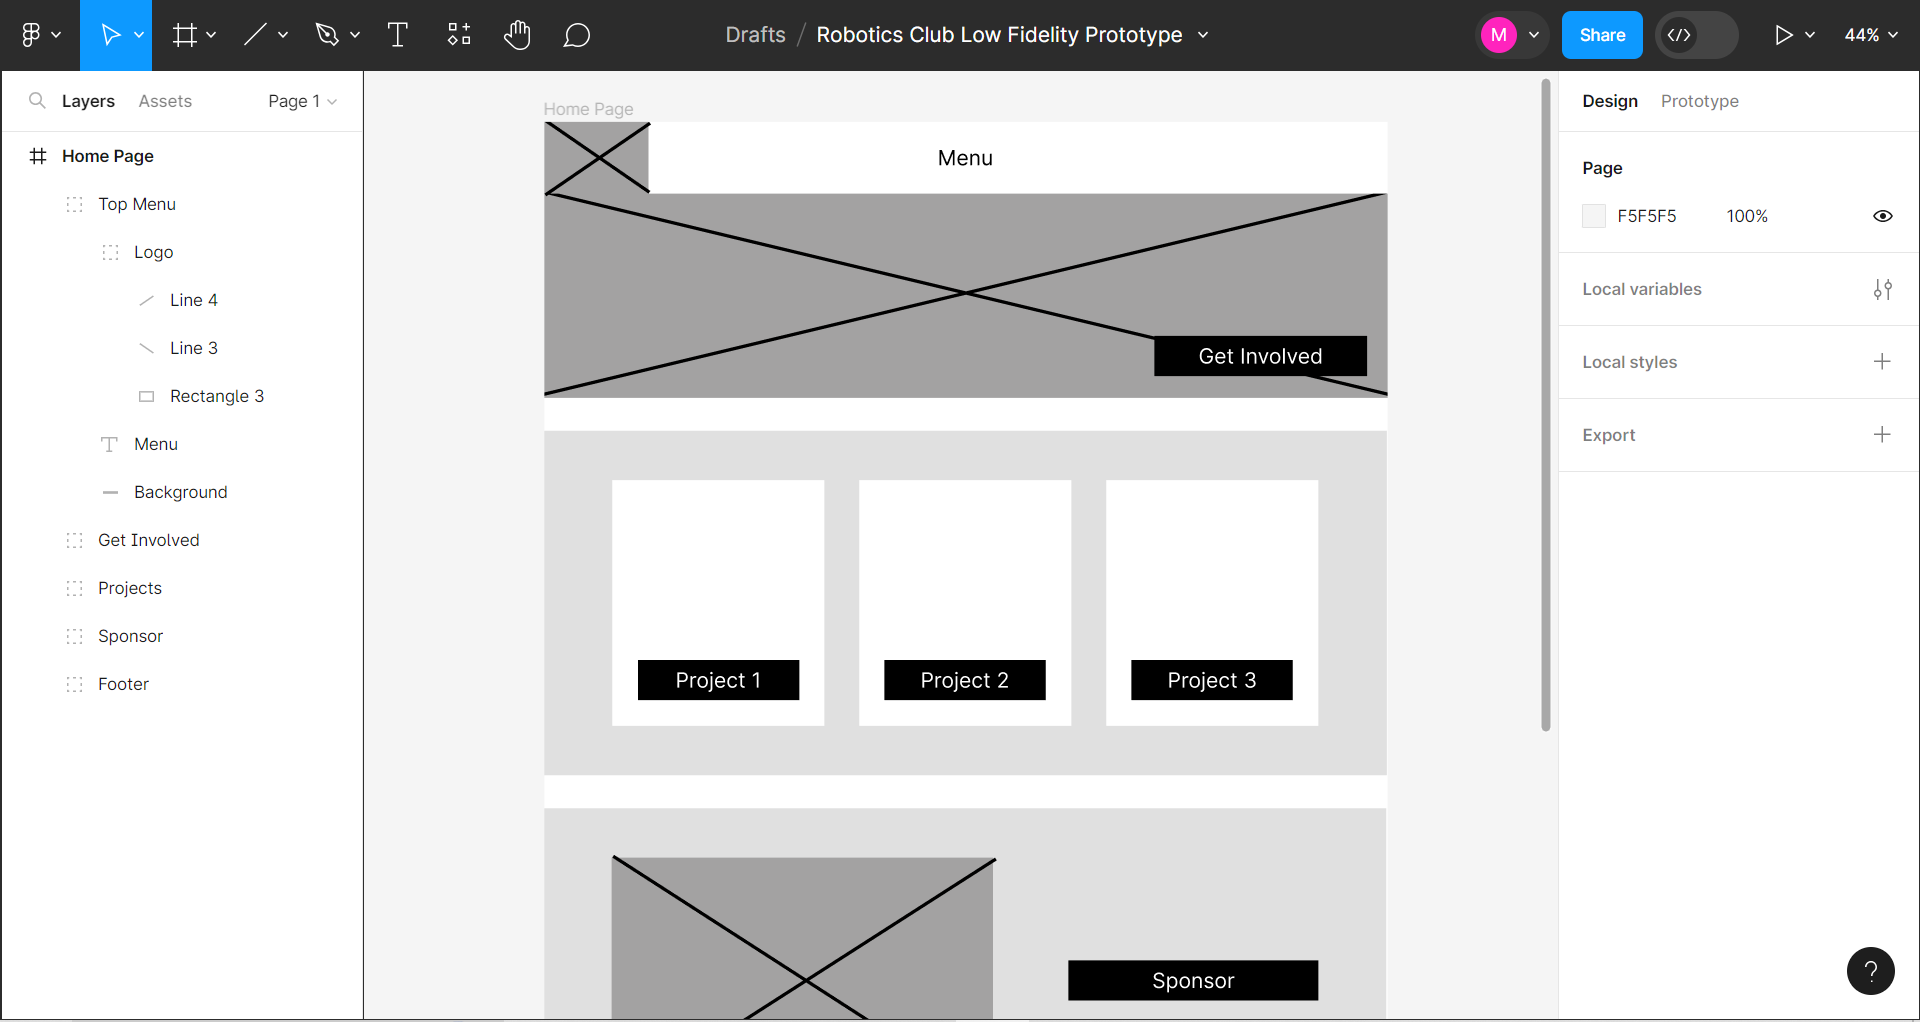 Drafts / Robotics Club Low Fidelity Prototype
M
Share
</>
44%
Layers
Assets
Page 1
Home Page
Top Menu
Logo
Line 4
Line 3
Rectangle 3
Menu
Background
Get Involved
Projects
Sponsor
Footer
Home Page
Menu
Get Involved
Project 1
Project 2
Project 3
Sponsor
Design
Prototype
Page
F5F5F5
100%
Local variables
Local styles
Export
?